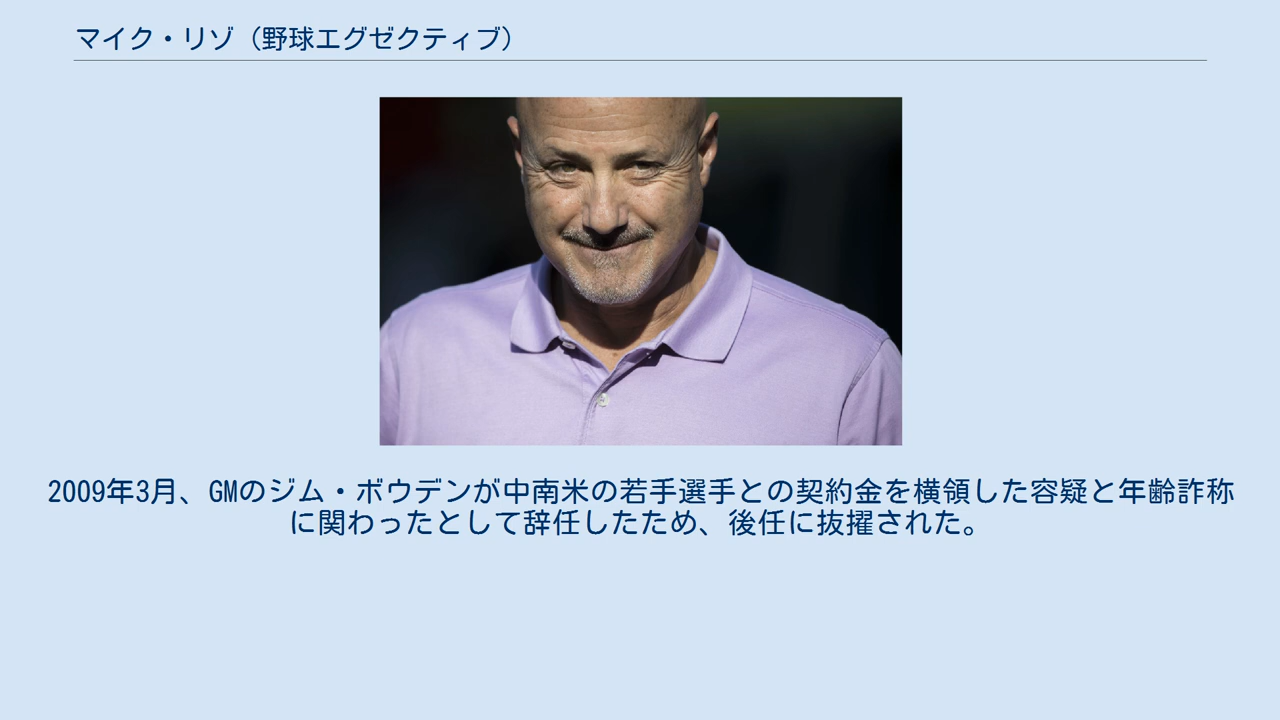 マイク・リゾ（野球エグゼクティブ）
2009年3月、GMのジム・ボウデンが中南米の若手選手との契約金を横領した容疑と年齢詐称
に関わったとして辞任したため、後任に抜擢された。